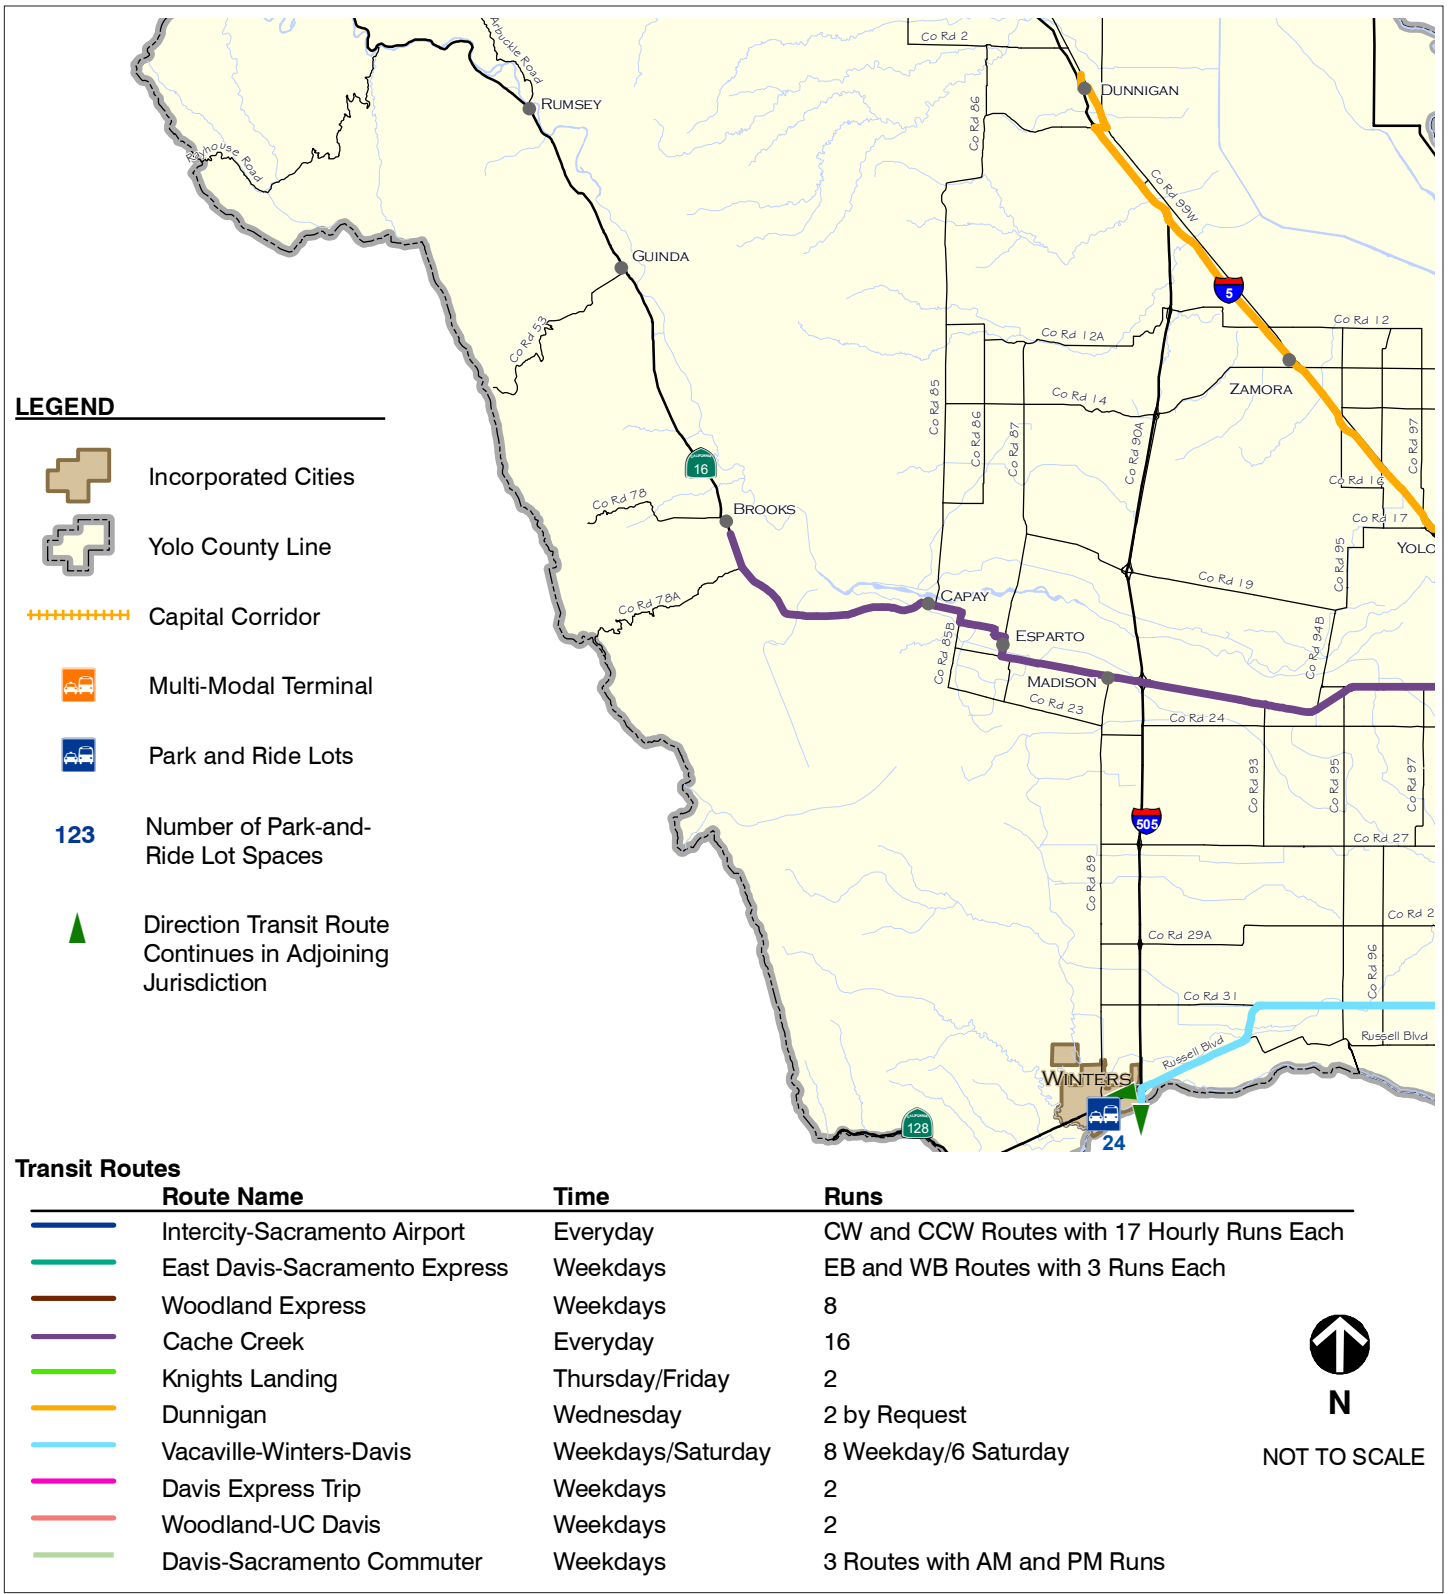 Arbuckle Road
Co Rd 2
RUMSEY
DUNNIGAN
Co Rd 86
Rayhouse Road
Co Rd 99W
GUINDA
5
Co Rd 53
Co Rd 12
Co Rd 12A
ZAMORA
Co Rd 85
Co Rd 14
Co Rd 86
Co Rd 87
Co Rd 90A
Co Rd 97
CALIFORNIA
16
Co Rd 16
Co Rd 78
BROOKS
Co Rd 17
YOLO
Co Rd 95
Co Rd 19
Co Rd 78A
CAPAY
ESPARTO
Co Rd 85B
Co Rd 94B
MADISON
Co Rd 23
Co Rd 24
Co Rd 93
Co Rd 95
Co Rd 97
505
Co Rd 27
Co Rd 89
Co Rd 2
Co Rd 29A
Co Rd 96
Co Rd 31
Russell Blvd
Russell Blvd
WINTERS
CALIFORNIA
128
24
LEGEND
Incorporated Cities
Yolo County Line
Capital Corridor
Multi-Modal Terminal
Park and Ride Lots
123
Number of Park-and-
Ride Lot Spaces
Direction Transit Route
Continues in Adjoining
Jurisdiction
Transit Routes
Route Name Time Runs
Intercity-Sacramento Airport Everyday CW and CCW Routes with 17 Hourly Runs Each
East Davis-Sacramento Express Weekdays EB and WB Routes with 3 Runs Each
Woodland Express Weekdays 8
Cache Creek Everyday 16
Knights Landing Thursday/Friday 2
Dunnigan Wednesday 2 by Request
Vacaville-Winters-Davis Weekdays/Saturday 8 Weekday/6 Saturday
Davis Express Trip Weekdays 2
Woodland-UC Davis Weekdays 2
Davis-Sacramento Commuter Weekdays 3 Routes with AM and PM Runs
N
NOT TO SCALE